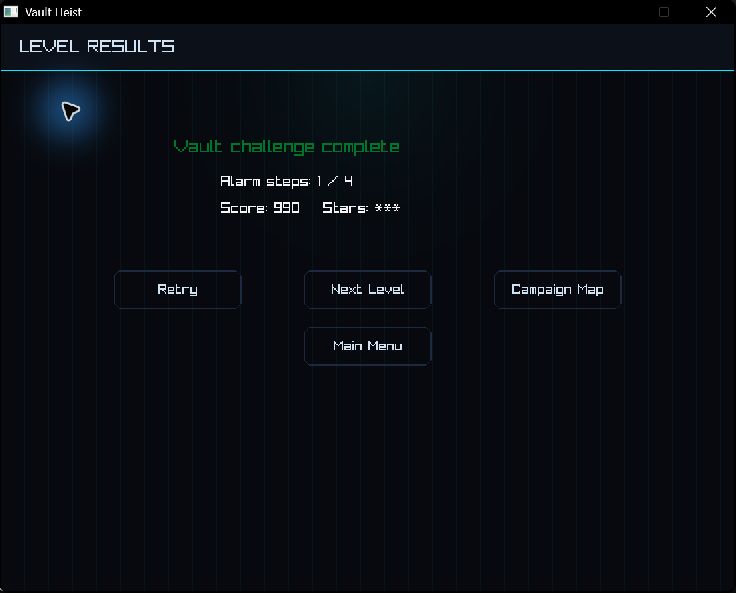 Vault Heist
LEVEL RESULTS
Vault challenge complete
Alarm steps: 1 / 4
Score: 990 Stars: ***
Retry Next Level Campaign Map
Main Menu